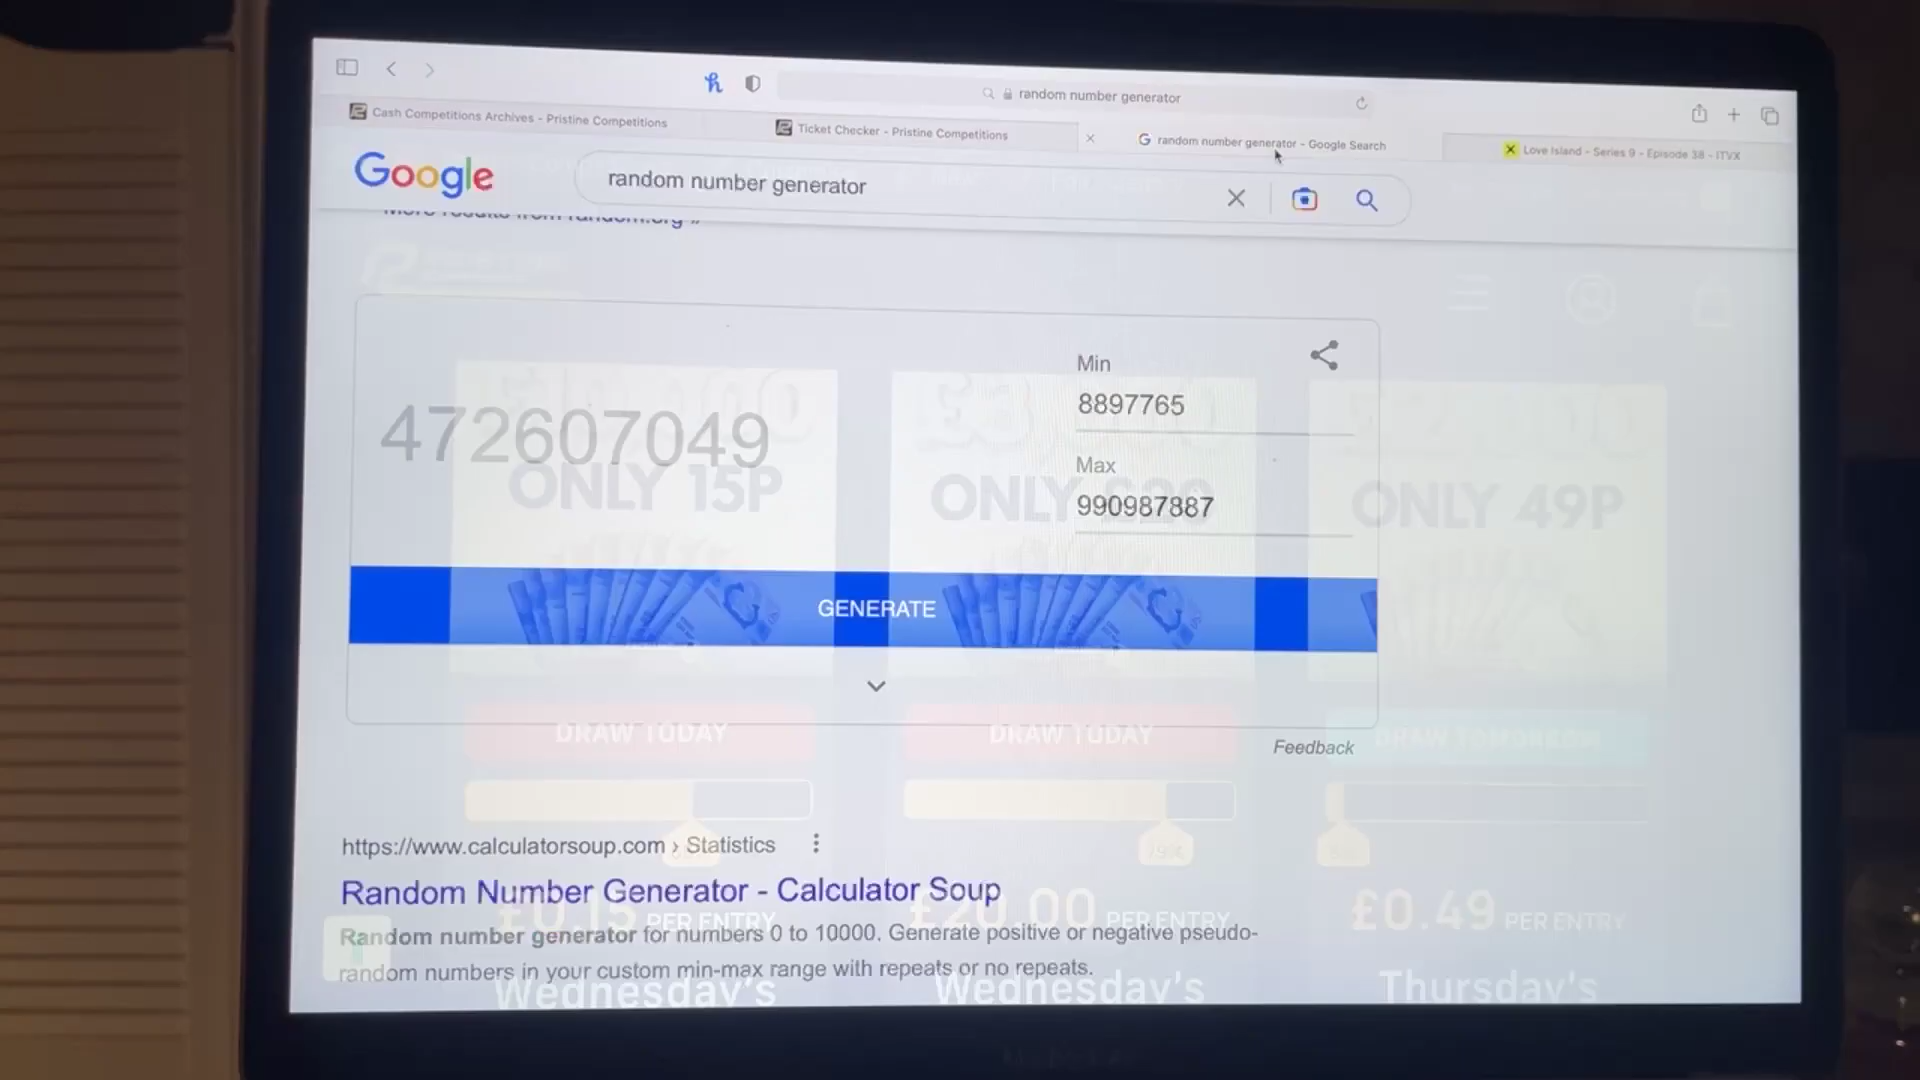 random number generator
Cash Competitions Archives - Pristine Competitions
Ticket Checker - Pristine Competitions
random number generator - Google Search
Love Island - Series 9 - Episode 38 - ITVX
Google
random number generator
More results from random.org »
Min
8897765
472607049
Max
990987887
ONLY 15P
ONLY £20
ONLY 49P
GENERATE
DRAW TODAY
DRAW TODAY
DRAW TOMORROW
Feedback
https://www.calculatorsoup.com › Statistics
Random Number Generator - Calculator Soup
£0.15 PER ENTRY
£20.00 PER ENTRY
£0.49 PER ENTRY
Random number generator for numbers 0 to 10000. Generate positive or negative pseudo-
random numbers in your custom min-max range with repeats or no repeats.
Wednesday's
Wednesday's
Thursday's